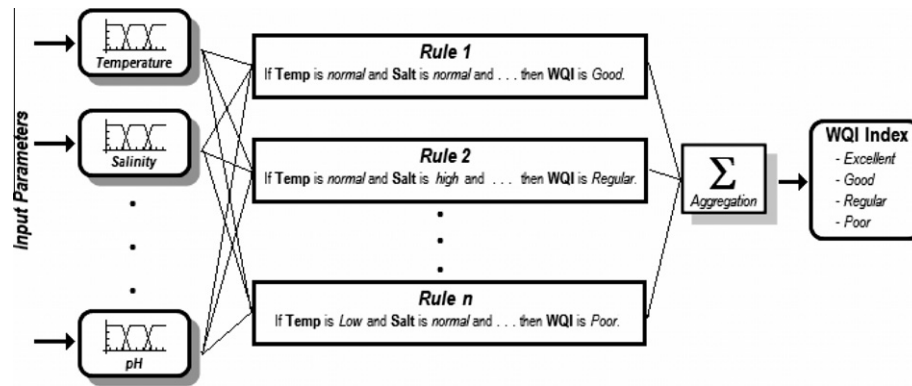 Input Parameters
Temperature
Salinity
pH
Rule 1
If Temp is normal and Salt is normal and . . . then WQI is Good.
Rule 2
If Temp is normal and Salt is high and . . . then WQI is Regular.
Rule n
If Temp is Low and Salt is normal and . . . then WQI is Poor.
Σ
Aggregation
WQI Index
- Excellent
- Good
- Regular
- Poor